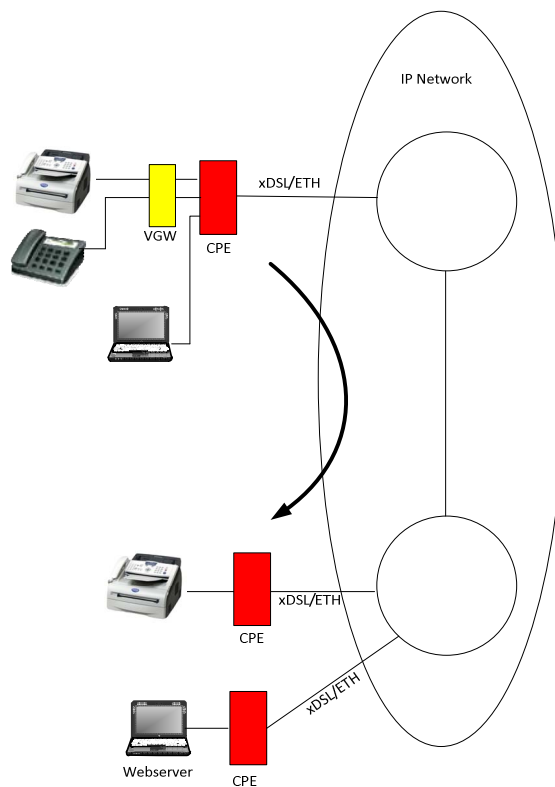 IP Network
xDSL/ETH
VGW
CPE
xDSL/ETH
CPE
xDSL/ETH
Webserver
CPE